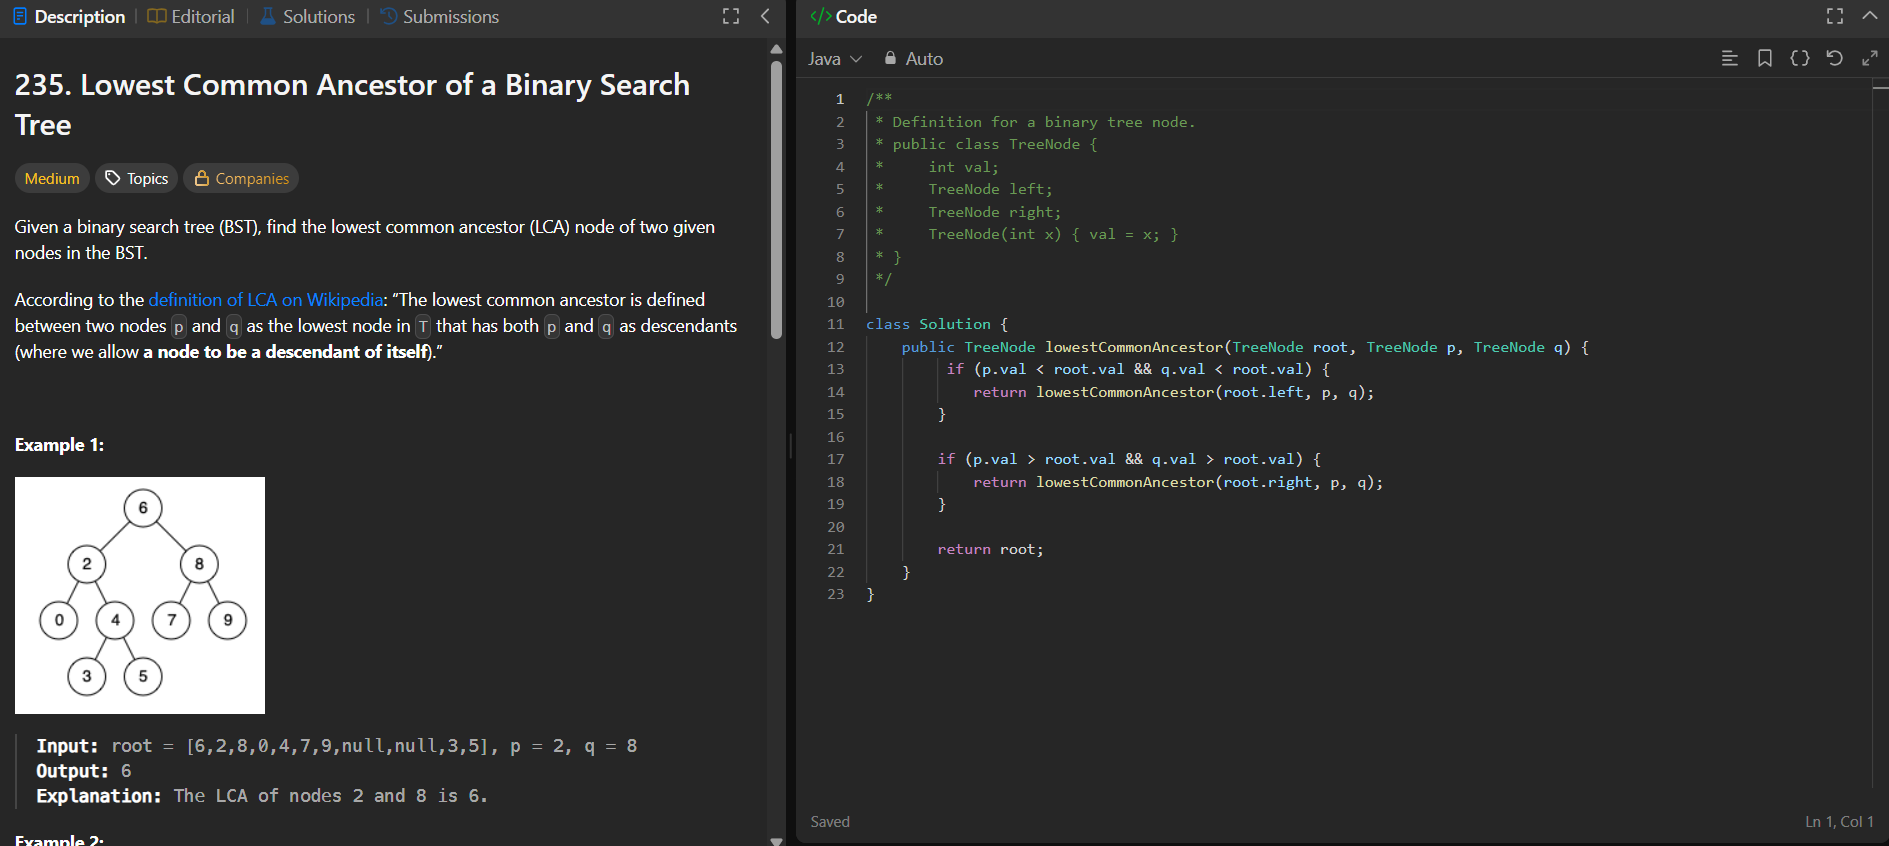 Description | Editorial | Solutions | Submissions
235. Lowest Common Ancestor of a Binary Search
Tree
Medium Topics Companies
Given a binary search tree (BST), find the lowest common ancestor (LCA) node of two given
nodes in the BST.
According to the definition of LCA on Wikipedia: “The lowest common ancestor is defined
between two nodes p and q as the lowest node in T that has both p and q as descendants
(where we allow a node to be a descendant of itself).”
Example 1:
6
2 8
0 4 7 9
3 5
Input: root = [6,2,8,0,4,7,9,null,null,3,5], p = 2, q = 8
Output: 6
Explanation: The LCA of nodes 2 and 8 is 6.
Example 2:
</> Code
Java Auto
1 /**
2  * Definition for a binary tree node.
3  * public class TreeNode {
4  *     int val;
5  *     TreeNode left;
6  *     TreeNode right;
7  *     TreeNode(int x) { val = x; }
8  * }
9  */
10
11 class Solution {
12     public TreeNode lowestCommonAncestor(TreeNode root, TreeNode p, TreeNode q) {
13          if (p.val < root.val && q.val < root.val) {
14             return lowestCommonAncestor(root.left, p, q);
15         }
16
17         if (p.val > root.val && q.val > root.val) {
18             return lowestCommonAncestor(root.right, p, q);
19         }
20
21         return root;
22     }
23 }
Saved
Ln 1, Col 1